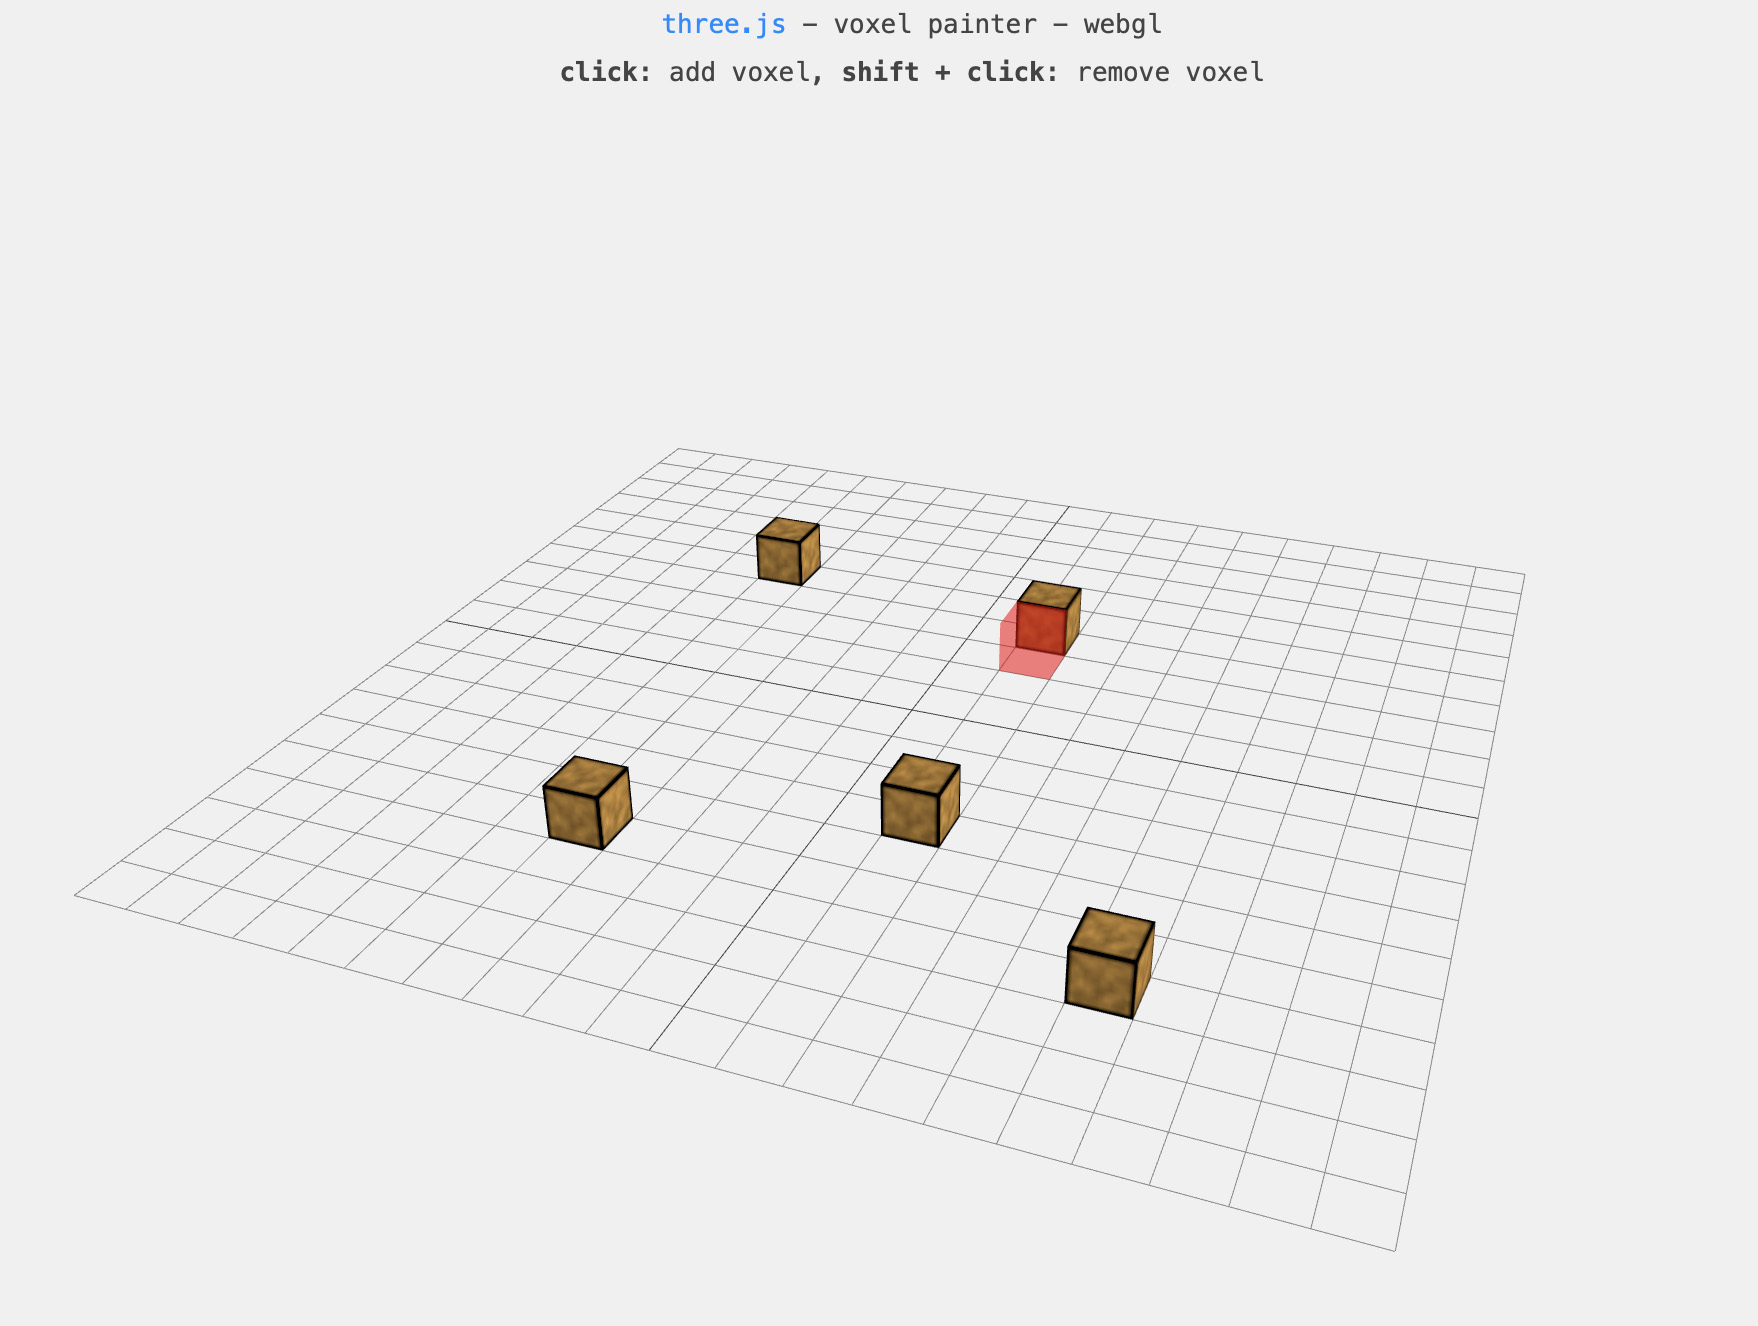 three.js – voxel painter – webgl
click: add voxel, shift + click: remove voxel